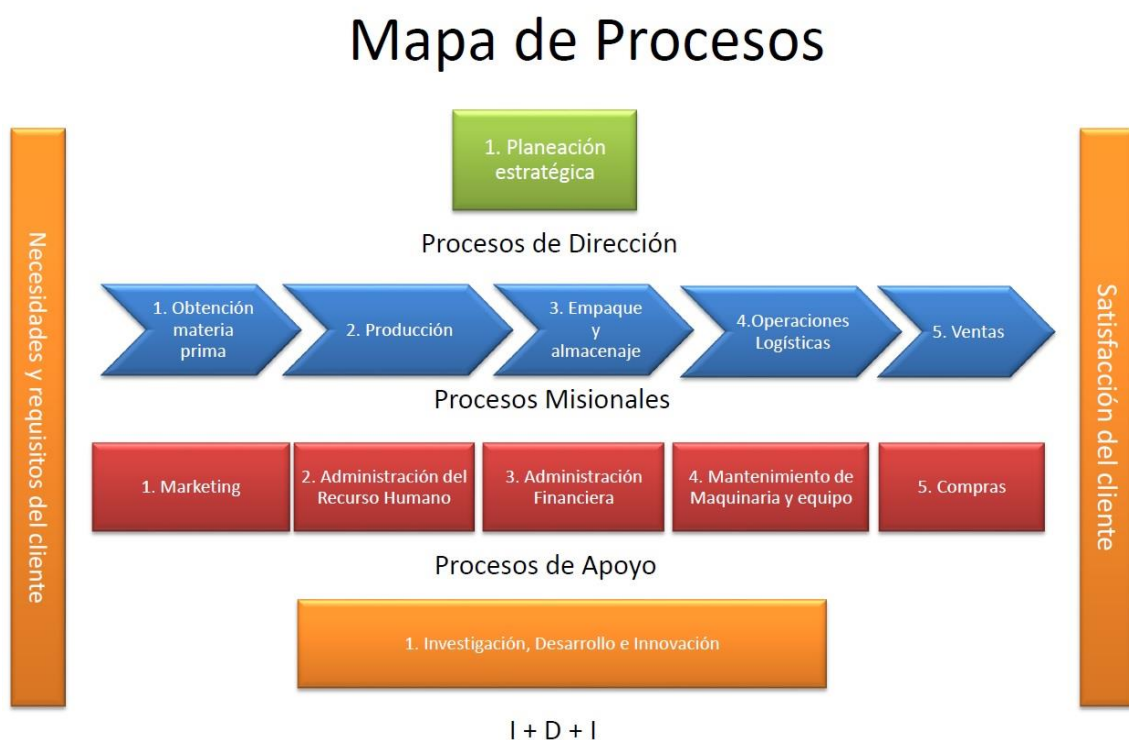 Mapa de Procesos
Necesidades y requisitos del cliente
1. Planeación
estratégica
Procesos de Dirección
1. Obtención
materia
prima
2. Producción
3. Empaque
y
almacenaje
4.Operaciones
Logísticas
5. Ventas
Procesos Misionales
1. Marketing
2. Administración del
Recurso Humano
3. Administración
Financiera
4. Mantenimiento de
Maquinaria y equipo
5. Compras
Procesos de Apoyo
1. Investigación, Desarrollo e Innovación
I + D + I
Satisfacción del cliente